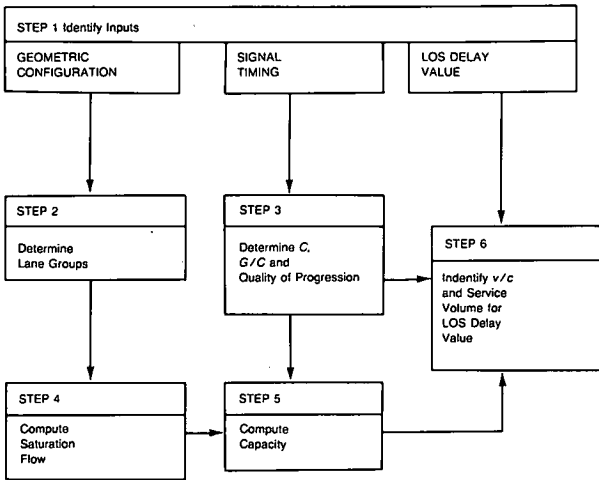 STEP 1 Identify Inputs
GEOMETRIC
CONFIGURATION
SIGNAL
TIMING
LOS DELAY
VALUE
STEP 2
Determine
Lane Groups
STEP 3
Determine C,
G/C and
Quality of Progression
STEP 6
Indentify v/c
and Service
Volume for
LOS Delay
Value
STEP 4
Compute
Saturation
Flow
STEP 5
Compute
Capacity